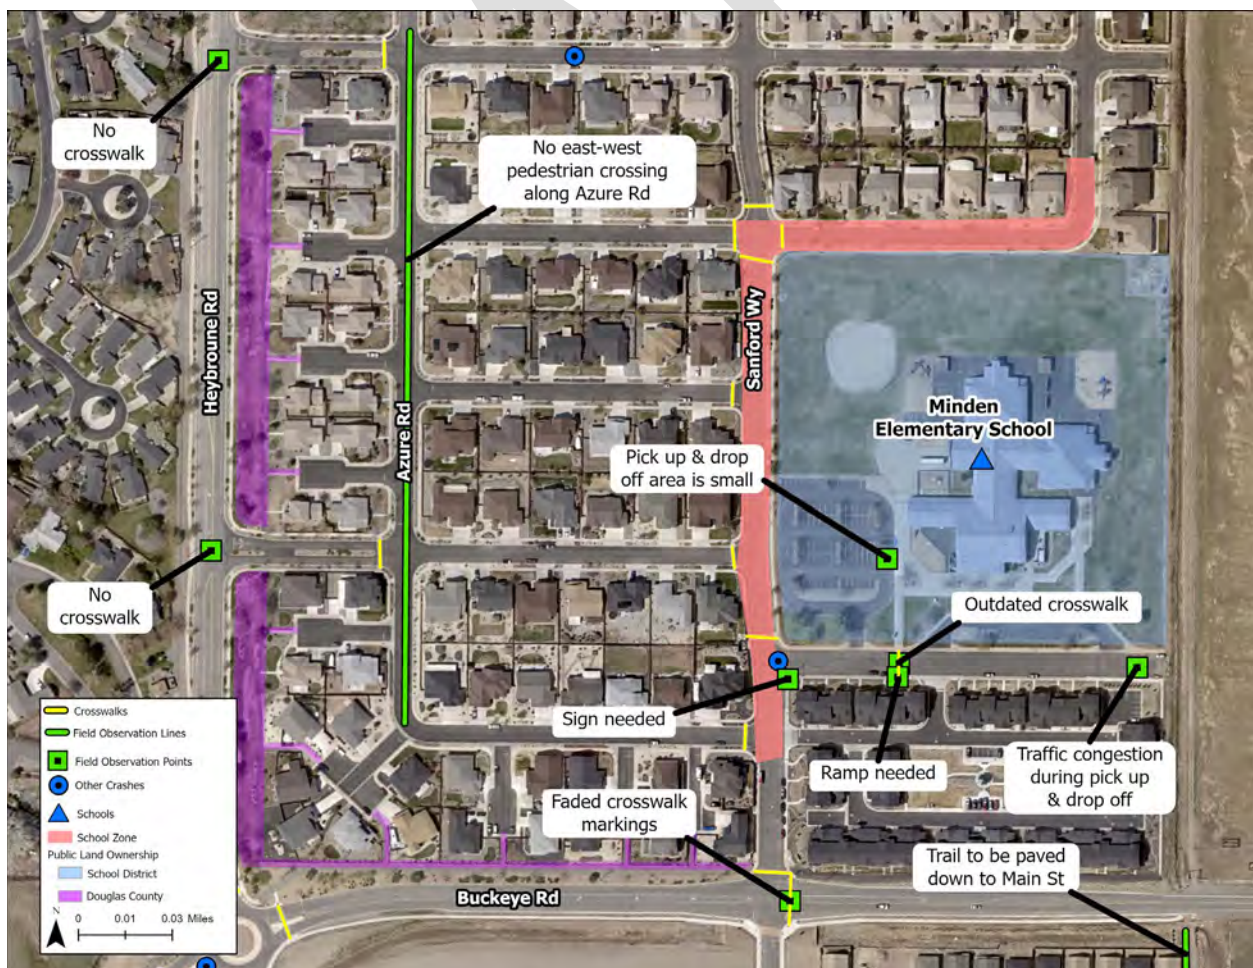 No
crosswalk
No east-west
pedestrian crossing
along Azure Rd
Heybroune Rd
Azure Rd
Sanford Wy
Minden
Elementary School
Pick up & drop
off area is small
No
crosswalk
Outdated crosswalk
Sign needed
Ramp needed
Traffic congestion
during pick up
& drop off
Faded crosswalk
markings
Trail to be paved
down to Main St
Buckeye Rd
Crosswalks
Field Observation Lines
Field Observation Points
Other Crashes
Schools
School Zone
Public Land Ownership
School District
Douglas County
N
0 0.01 0.03 Miles